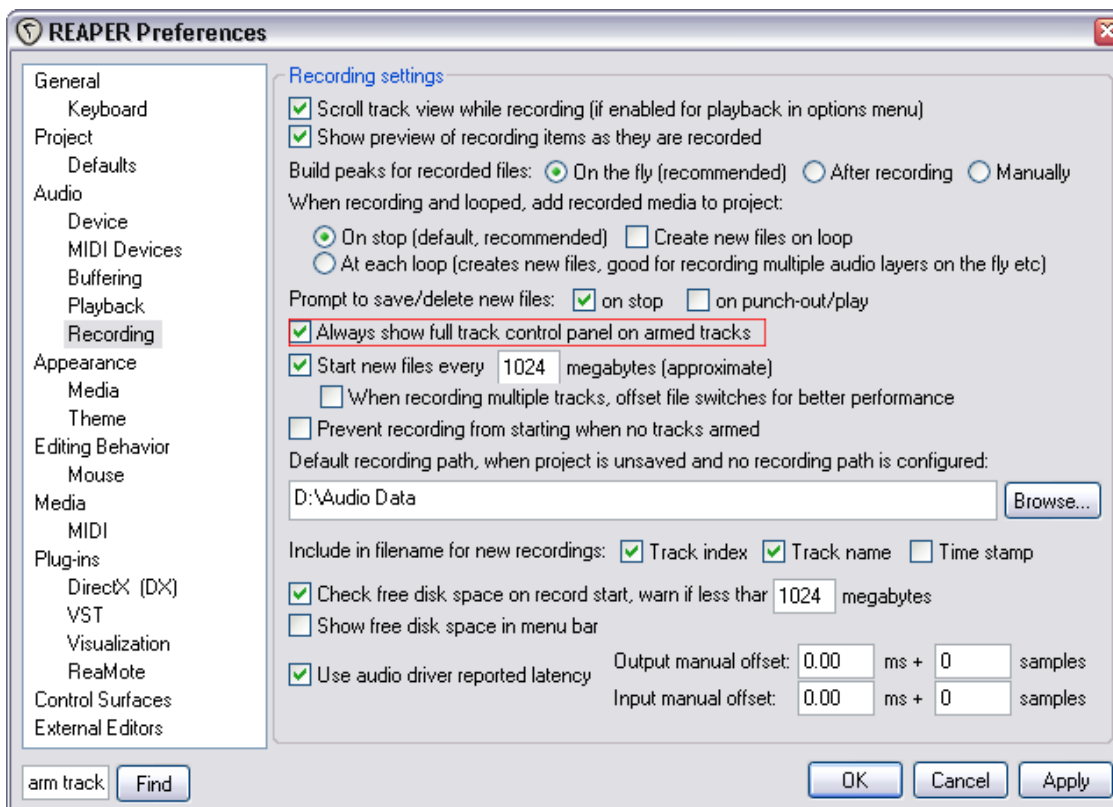 REAPER Preferences
General
Keyboard
Project
Defaults
Audio
Device
MIDI Devices
Buffering
Playback
Recording
Appearance
Media
Theme
Editing Behavior
Mouse
Media
MIDI
Plug-ins
DirectX (DX)
VST
Visualization
ReaMote
Control Surfaces
External Editors
arm track
Find
Recording settings
Scroll track view while recording (if enabled for playback in options menu)
Show preview of recording items as they are recorded
Build peaks for recorded files: On the fly (recommended) After recording Manually
When recording and looped, add recorded media to project:
On stop (default, recommended) Create new files on loop
At each loop (creates new files, good for recording multiple audio layers on the fly etc)
Prompt to save/delete new files: on stop on punch-out/play
Always show full track control panel on armed tracks
Start new files every 1024 megabytes (approximate)
When recording multiple tracks, offset file switches for better performance
Prevent recording from starting when no tracks armed
Default recording path, when project is unsaved and no recording path is configured:
D:\Audio Data Browse...
Include in filename for new recordings: Track index Track name Time stamp
Check free disk space on record start, warn if less thar 1024 megabytes
Show free disk space in menu bar
Use audio driver reported latency
Output manual offset: 0.00 ms + 0 samples
Input manual offset: 0.00 ms + 0 samples
OK Cancel Apply